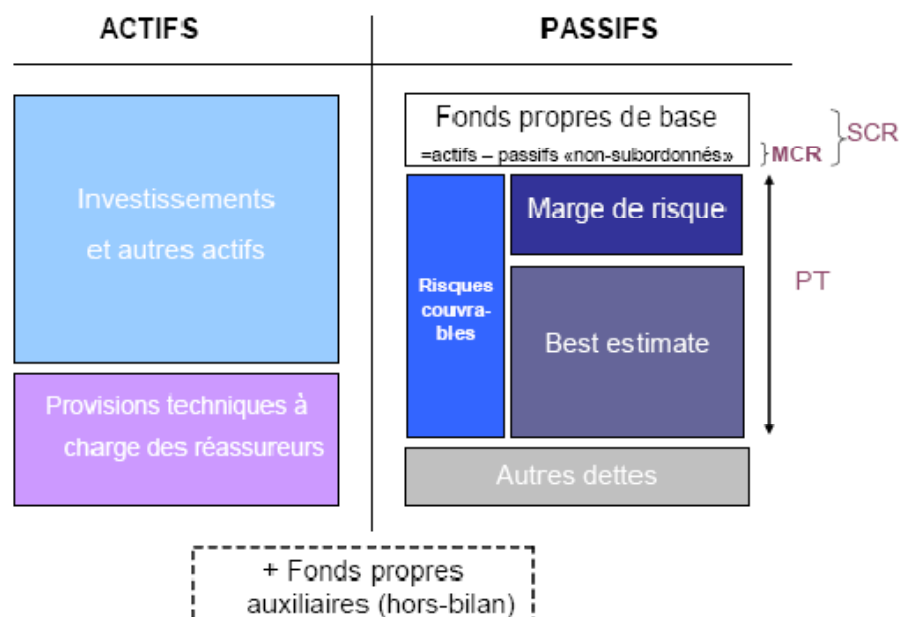 ACTIFS
PASSIFS
Investissements
et autres actifs
Provisions techniques à
charge des réassureurs
Fonds propres de base
=actifs – passifs «non-subordonnés»
MCR
SCR
Risques
couvra-
bles
Marge de risque
Best estimate
PT
Autres dettes
+ Fonds propres
auxiliaires (hors-bilan)